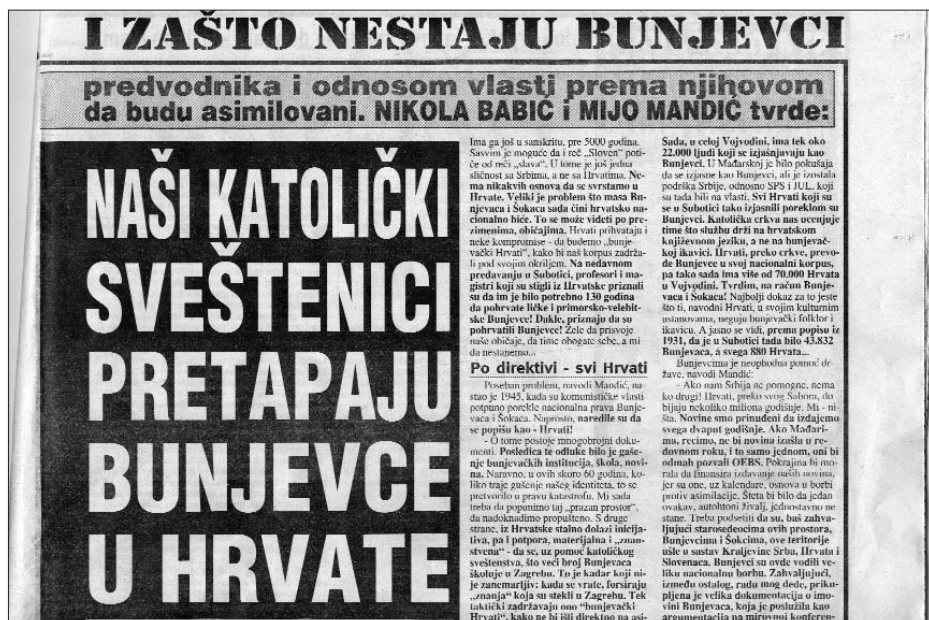 I ZAŠTO NESTAJU BUNJEVCI
predvodnika i odnosom vlasti prema njihovom
da budu asimilovani. NIKOLA BABIĆ i MIJO MANDIĆ tvrde:
NAŠI KATOLIČKI
SVEŠTENICI
PRETAPAJU
BUNJEVCE
U HRVATE
Ima ga još u sanskritu, pre 5000 godina.
Sasvim je moguće da i reč „Sloven" poti-
če od reči „slava". U tome je još jedna
sličnost sa Srbima, a ne sa Hrvatima. Ne-
ma nikakvih osnova da se svrstamo u
Hrvate. Veliki je problem što masa Bu-
njevaca i Šokaca sada čini hrvatsko na-
cionalno biće. To se može videti po pre-
zimenima, običajima. Hrvati prihvataju i
neke kompromise - da budemo „bunje-
vački Hrvati", kako bi naš korpus zadrža-
li pod svojim okriljem. Na nedavnom
predavanju u Subotici, profesori i ma-
gistri koji su stigli iz Hrvatske priznali
su da im je bilo potrebno 130 godina
da pohrvate ličke i primorsko-velebit-
ske Bunjevce! Dakle, priznaju da su
pohrvatili Bunjevce! Žele da prisvoje
naše običaje, da time obogate sebe, a mi
da nestanemo...
Po direktivi - svi Hrvati
Poseban problem, navodi Mandić, na-
stao je 1945, kada su komunističke vlasti
potpuno porekle nacionalna prava Bunje-
vaca i Šokaca. Naprosto, naredile su da
se popišu kao - Hrvati!
- O tome postoje mnogobrojni doku-
menti. Posledica te odluke bilo je gaše-
nje bunjevačkih institucija, škola, novi-
na. Naravno, u ovih skoro 60 godina, ko-
liko traje gušenje našeg identiteta, to se
pretvorilo u pravu katastrofu. Mi sada
treba da popunimo taj „prazan prostor",
da nadoknadimo propušteno. S druge
strane, iz Hrvatske stalno dolazi inicija-
tiva, pa i potpora, materijalna i „znan-
stvena" - da se, uz pomoć katoličkog
sveštenstva, što veći broj Bunjevaca
školuje u Zagrebu. To je kadar koji ni-
je zanemarljiv: kada se vrate, forsiraju
„znanja" koja su stekli u Zagrebu. Tek
taktički zadržavaju ono "bunjevački
Hrvati", kako ne bi išli direktno na asi-
Sada, u celoj Vojvodini, ima tek oko
22.000 ljudi koji se izjašnjavaju kao
Bunjevci. U Mađarskoj je bilo pokušaja
da se izjasne kao Bunjevci, ali je izostala
podrška Srbije, odnosno SPS i JUL, koji
su tada bili na vlasti. Svi Hrvati koji su
se u Subotici tako izjasnili poreklom su
Bunjevci. Katolička crkva nas ucenjuje
time što službu drži na hrvatskom
književnom jeziku, a ne na bunjevač-
koj ikavici. Hrvati, preko crkve, prevo-
de Bunjevce u svoj nacionalni korpus,
pa tako sada ima više od 70.000 Hrvata
u Vojvodini. Tvrdim, na račun Bunje-
vaca i Šokaca! Najbolji dokaz za to jeste
što ti, navodni Hrvati, u svojim kulturnim
ustanovama, neguju bunjevački folklor i
ikavicu. A jasno se vidi, prema popisu iz
1931, da je u Subotici tada bilo 43.832
Bunjevaca, a svega 880 Hrvata...
Bunjevcima je neophodna pomoć dr-
žave, navodi Mandić:
- Ako nam Srbija ne pomogne, nema
ko drugi! Hrvati, preko svog Sabora, do-
bijaju nekoliko miliona godišnje. Mi - ni-
šta. Novine smo prinuđeni da izdajemo
svega dvaput godišnje. Ako Mađari-
ma, recimo, ne bi novina izašla u re-
dovnom roku, i to samo jednom, oni bi
odmah pozvali OEBS. Pokrajina bi mo-
rala da finansira izdavanje naših novina,
jer su one, uz kalendare, osnova u borbi
protiv asimilacije. Šteta bi bilo da jedan
ovakav, autohtoni živalj, jednostavno ne-
stane. Treba podsetiti da su, baš zahva-
ljujući starosedeocima ovih prostora,
Bunjevcima i Šokcima, ove teritorije
ušle u sastav Kraljevine Srba, Hrvata i
Slovenaca. Bunjevci su ovde vodili ve-
liku nacionalnu borbu. Zahvaljujući,
između ostalog, radu mog dede, priku-
pljena je velika dokumentacija o imo-
vini Bunjevaca, koja je poslužila kao
argumentacija na mirovnoj konferen-